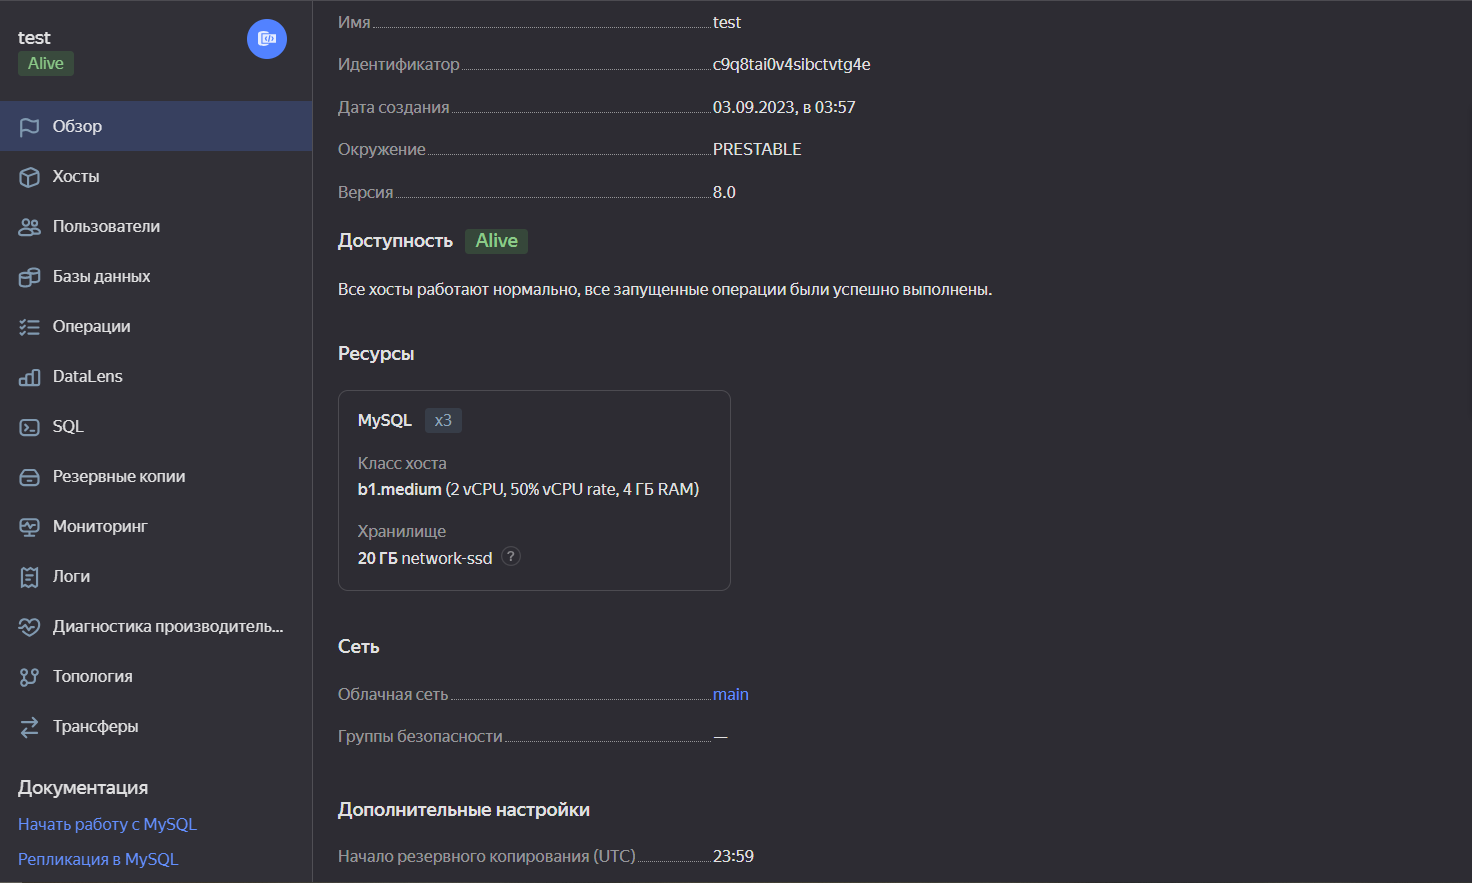 test
Alive
Обзор
Хосты
Пользователи
Базы данных
Операции
DataLens
SQL
Резервные копии
Мониторинг
Логи
Диагностика производитель...
Топология
Трансферы
Документация
Начать работу с MySQL
Репликация в MySQL
Имя test
Идентификатор c9q8tai0v4sibctvtg4e
Дата создания 03.09.2023, в 03:57
Окружение PRESTABLE
Версия 8.0
Доступность Alive
Все хосты работают нормально, все запущенные операции были успешно выполнены.
Ресурсы
MySQL x3
Класс хоста
b1.medium (2 vCPU, 50% vCPU rate, 4 ГБ RAM)
Хранилище
20 ГБ network-ssd ?
Сеть
Облачная сеть main
Группы безопасности —
Дополнительные настройки
Начало резервного копирования (UTC) 23:59